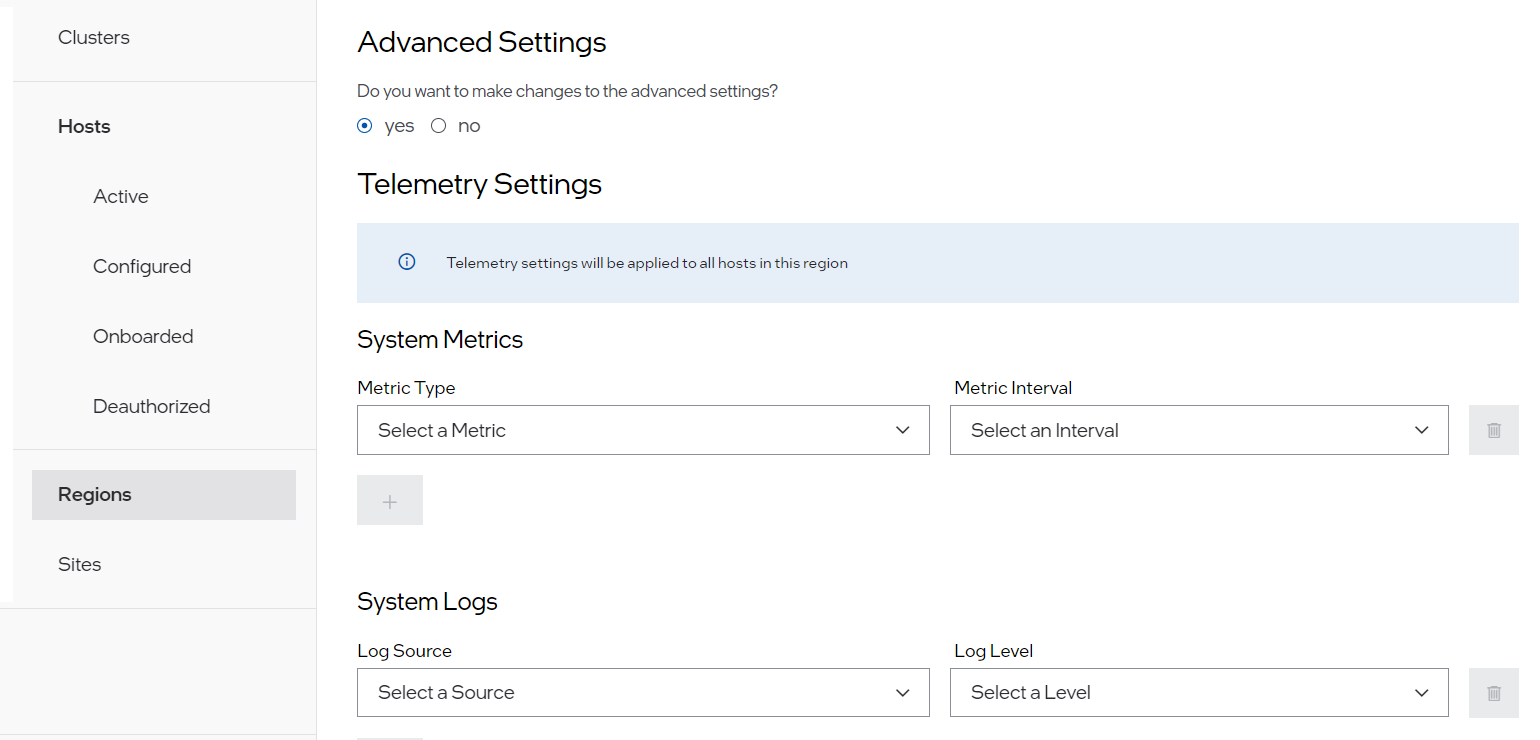 Clusters
Hosts
Active
Configured
Onboarded
Deauthorized
Regions
Sites
Advanced Settings
Do you want to make changes to the advanced settings?
yes no
Telemetry Settings
Telemetry settings will be applied to all hosts in this region
System Metrics
Metric Type Metric Interval
Select a Metric Select an Interval
System Logs
Log Source Log Level
Select a Source Select a Level